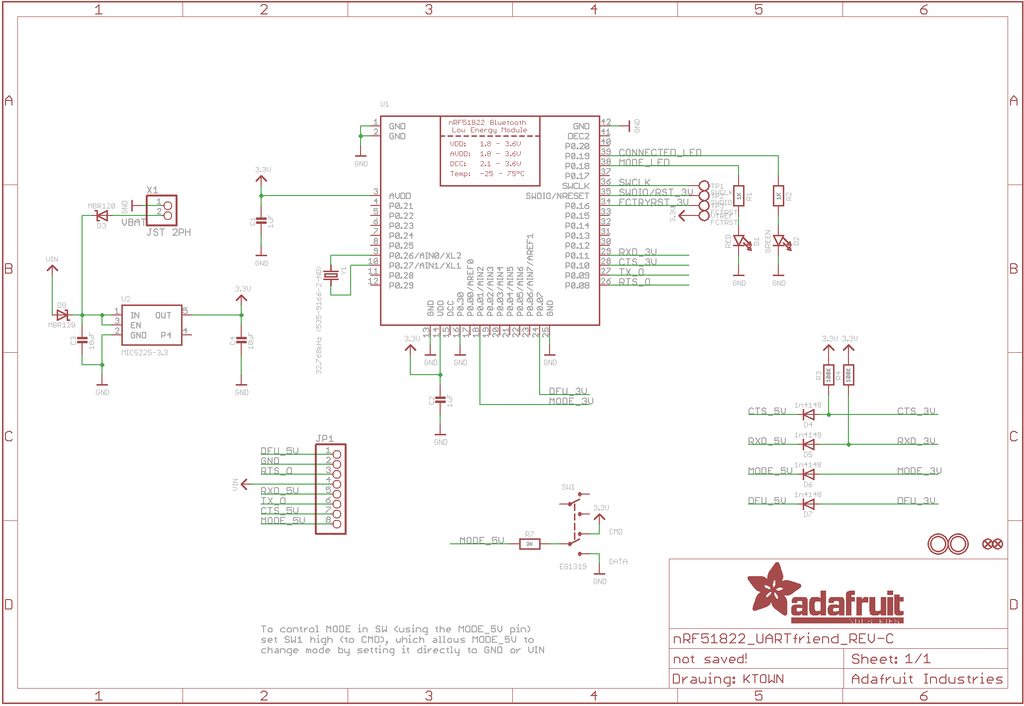 1 2 3 4 5 6
A A
B B
C C
D D
U1
nRF51822 Bluetooth
Low Energy Module
VDD: 1.8 - 3.6V
AVDD: 1.8 - 3.6V
DCC: 2.1 - 3.6V
Temp: -25 - 75°C
1 GND
2 GND
3 AVDD
4 P0.21
5 P0.22
6 P0.23
7 P0.24
8 P0.25
9 P0.26/AIN0/XL2
10 P0.27/AIN1/XL1
11 P0.28
12 P0.29
GND 42
DEC2 41
P0.20 40
P0.19 39
P0.18 38
P0.17 37
SWCLK 36
SWDIO/NRESET 35
P0.16 34
P0.15 33
P0.14 32
P0.13 31
P0.12 30
P0.11 29
P0.10 28
P0.09 27
P0.08 26
GND 13
VDD 14
DCC 15
P0.30 16
P0.00/AREF0 17
P0.01/AIN2 18
P0.02/AIN3 19
P0.03/AIN4 20
P0.04/AIN5 21
P0.05/AIN6 22
P0.06/AIN7/AREF1 23
P0.07 24
GND 25
CONNECTED_LED
MODE_LED
SWCLK
SWDIO/RST_3V
FCTRYRST_3V
RXD_3V
CTS_3V
TX_O
RTS_O
TP1
SWCLK
TP2
TP3
FCTRST
3.3V
GND
GND
R1
1K
R2
1K
RED
D1
GREEN
D2
GND
GND
X1
GND
VBAT
JST 2PH
MBR120
D3
VIN
D8
MBR120
U2
1 IN OUT 5
3 EN
2 GND P4 4
MIC5225-3.3
C3
10uF
GND
3.3V
C4
10uF
GND
3.3V
C1
1uF
GND
Y1
32.768kHz (535-9166-2-ND)
3.3V
GND
GND
GND
C2
1uF
GND
DFU_3V
MODE_3V
3.3V 3.3V
R3
100K
R4
100K
CTS_5V 1n4148 D4 CTS_3V
RXD_5V 1n4148 D5 RXD_3V
MODE_5V 1n4148 D6 MODE_3V
DFU_5V 1n4148 D7 DFU_3V
JP1
DFU_5V 1
GND 2
RTS_O 3
VIN 4
RXD_5V 5
TX_O 6
CTS_5V 7
MODE_5V 8
SW1
3.3V
CMD
MODE_5V
R7
2K
EG1319
DATA
GND
To control MODE in SW (using the MODE_5V pin)
set SW1 high (to CMD), which allows MODE_5V to
change mode by setting it directly to GND or VIN
adafruit
INDUSTRIES
nRF51822_UARTfriend_REV-C
not saved!
Sheet: 1/1
Drawing: KTOWN
Adafruit Industries
1 2 3 4 5 6